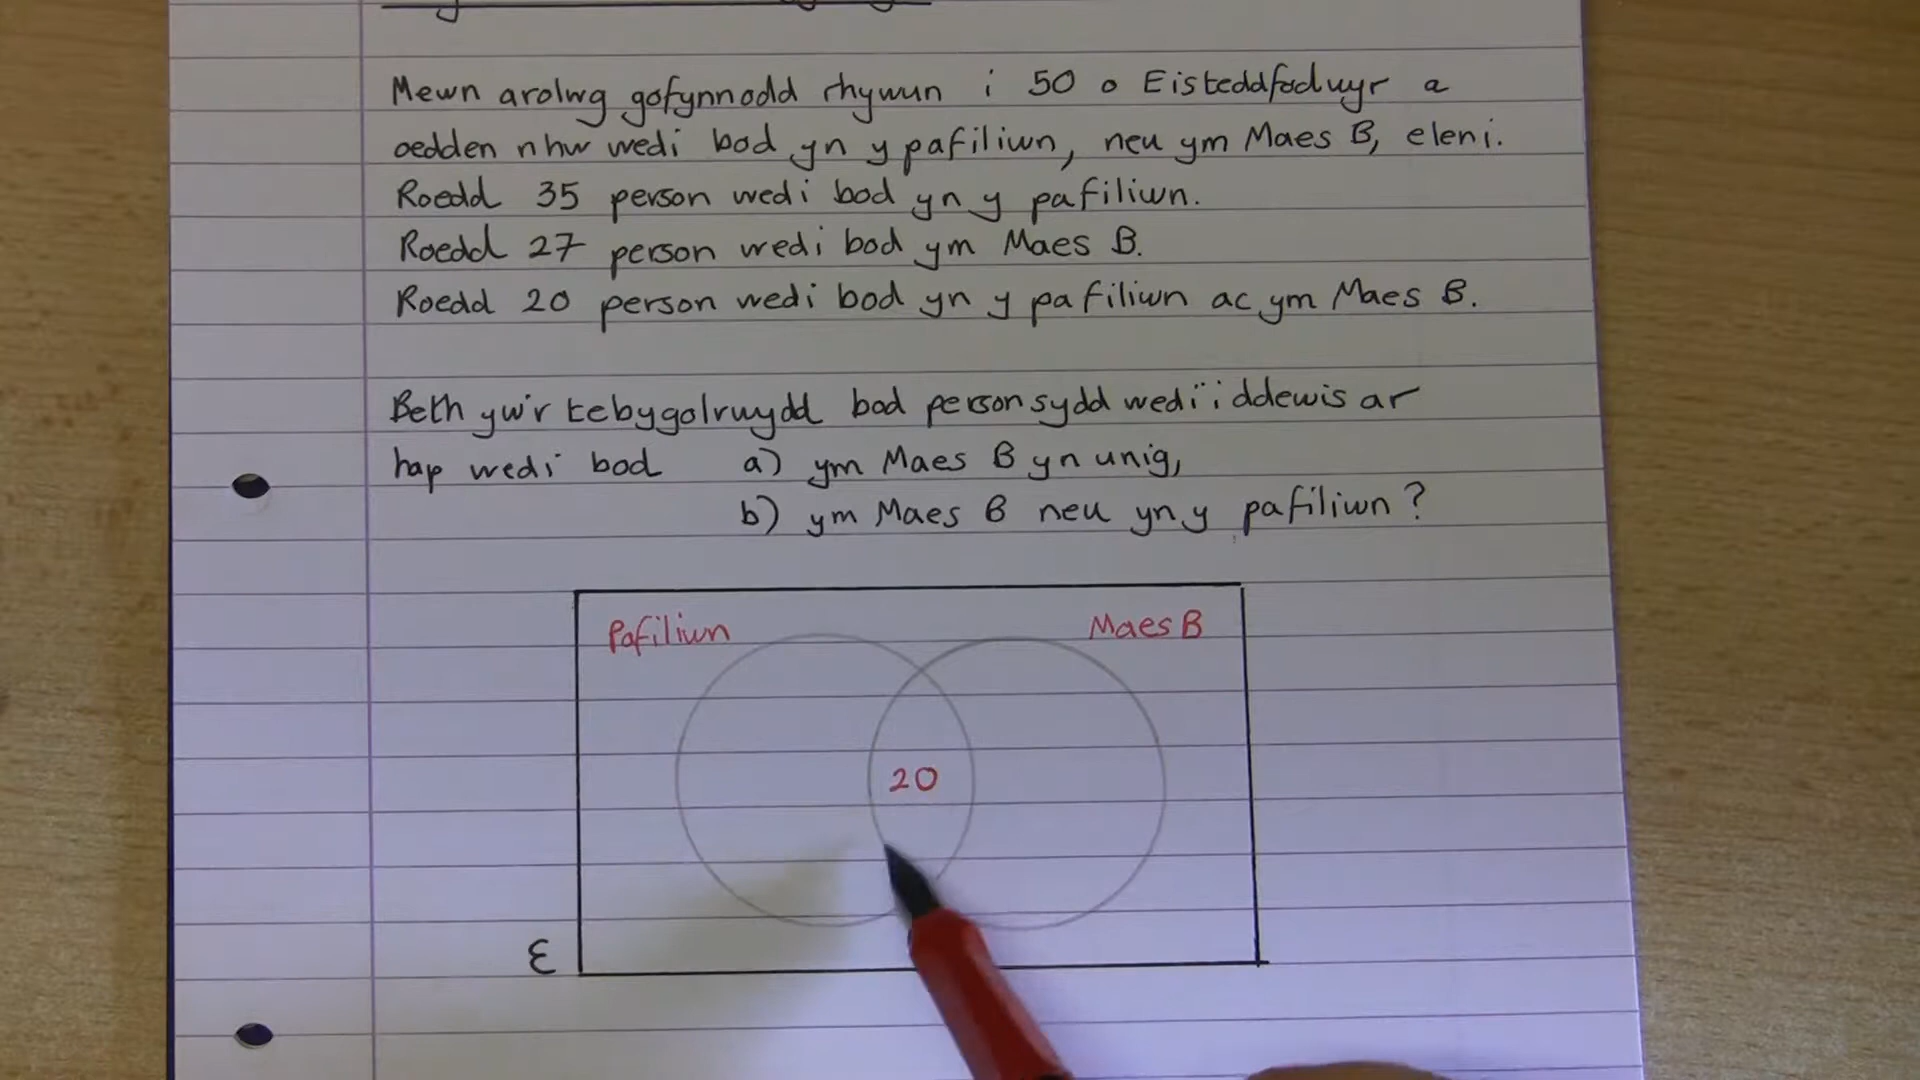 Mewn arolwg gofynnodd rhywun i 50 o Eisteddfodwyr a
oedden nhw wedi bod yn y pafiliwn, neu ym Maes B, eleni.
Roedd 35 person wedi bod yn y pafiliwn.
Roedd 27 person wedi bod ym Maes B.
Roedd 20 person wedi bod yn y pafiliwn ac ym Maes B.
Beth yw'r tebygolrwydd bod person sydd wedi'i ddewis ar
hap wedi bod a) ym Maes B yn unig,
b) ym Maes B neu yn y pafiliwn?
Pafiliwn Maes B
20
ε